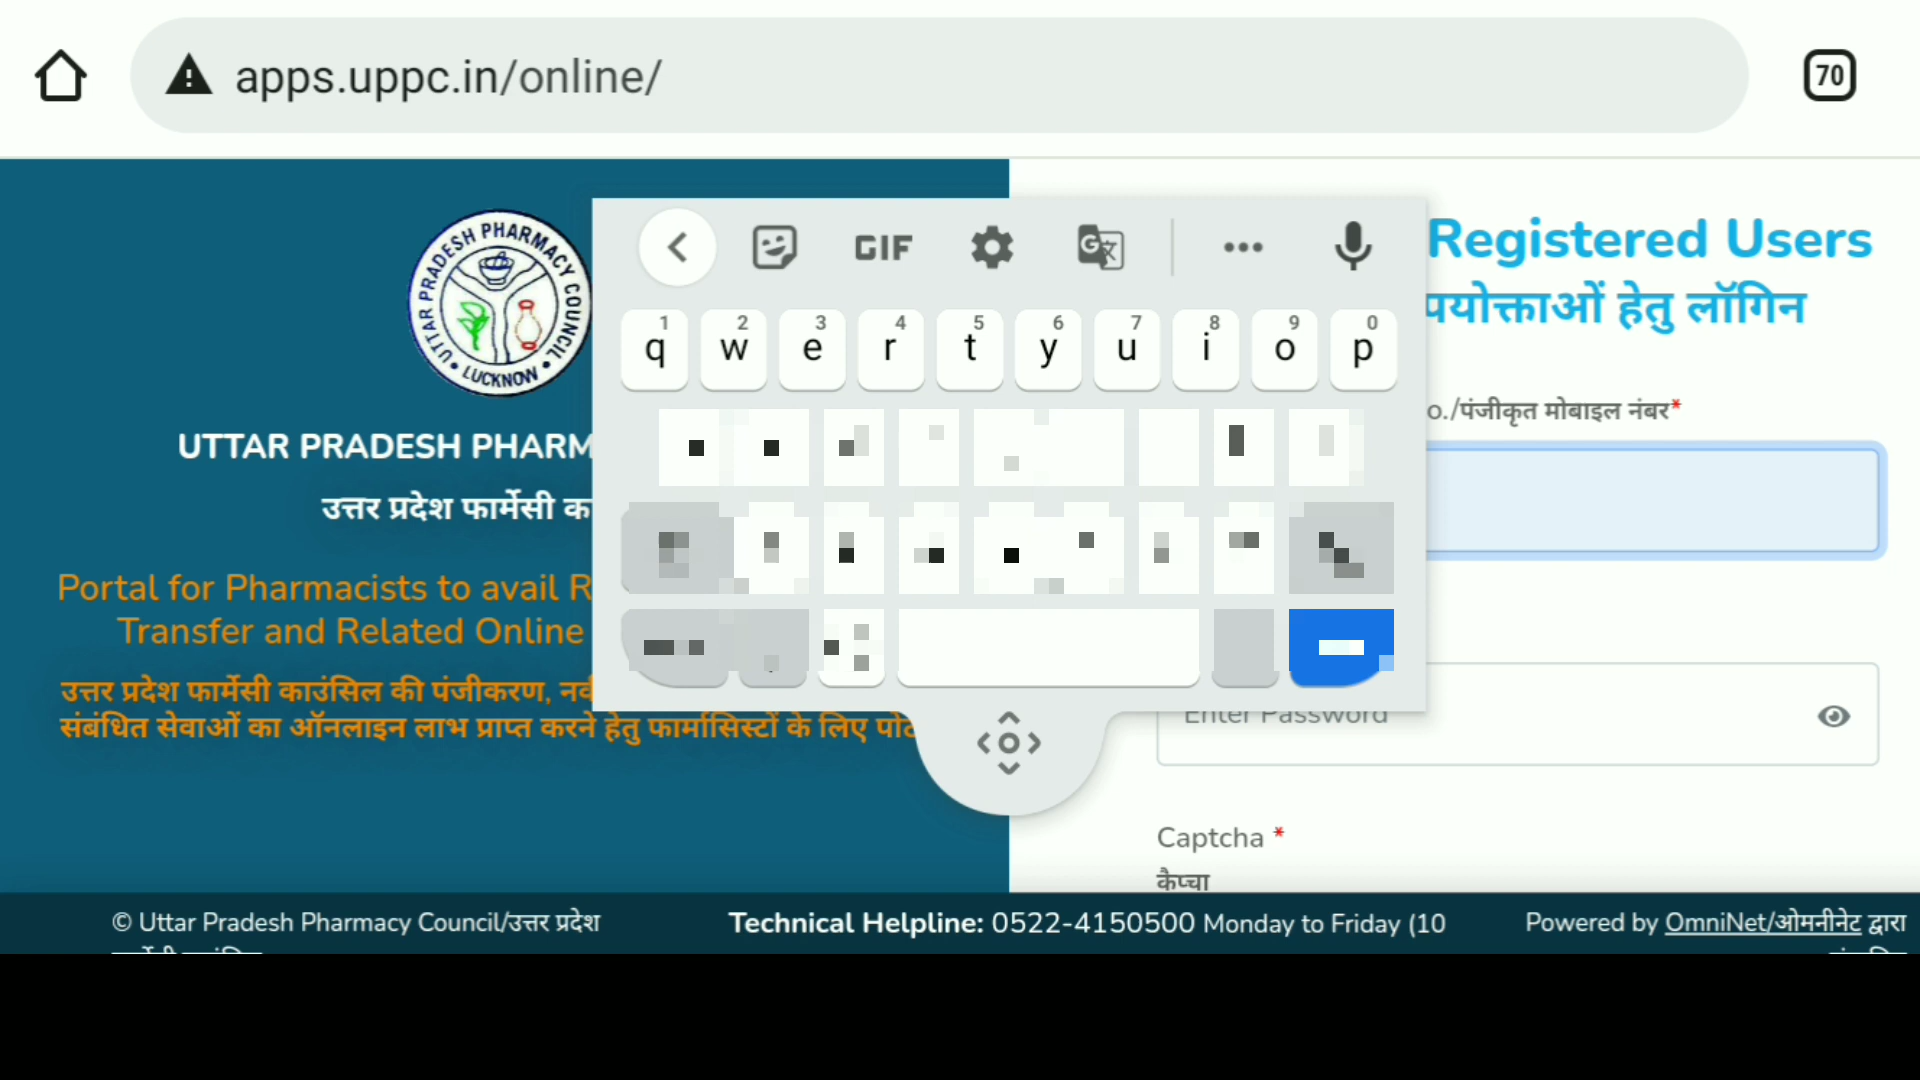 apps.uppc.in/online/
70
UTTAR PRADESH PHARMACY COUNCIL
LUCKNOW
UTTAR PRADESH PHARM
उत्तर प्रदेश फार्मेसी क
Portal for Pharmacists to avail R
Transfer and Related Online
उत्तर प्रदेश फार्मेसी काउंसिल की पंजीकरण,
संबंधित सेवाओं का ऑनलाइन लाभ प्राप्त करने हेतु फार्मासिस्टों के लिए
GIF
G
1 2 3 4 5 6 7 8 9 0
q w e r t y u i o p
Registered Users
पयोक्ताओं हेतु लॉगिन
o./पंजीकृत मोबाइल नंबर*
Enter Password
Captcha *
कैप्चा
© Uttar Pradesh Pharmacy Council/उत्तर प्रदेश
Technical Helpline: 0522-4150500 Monday to Friday (10
Powered by OmniNet/ओमनीनेट द्वारा